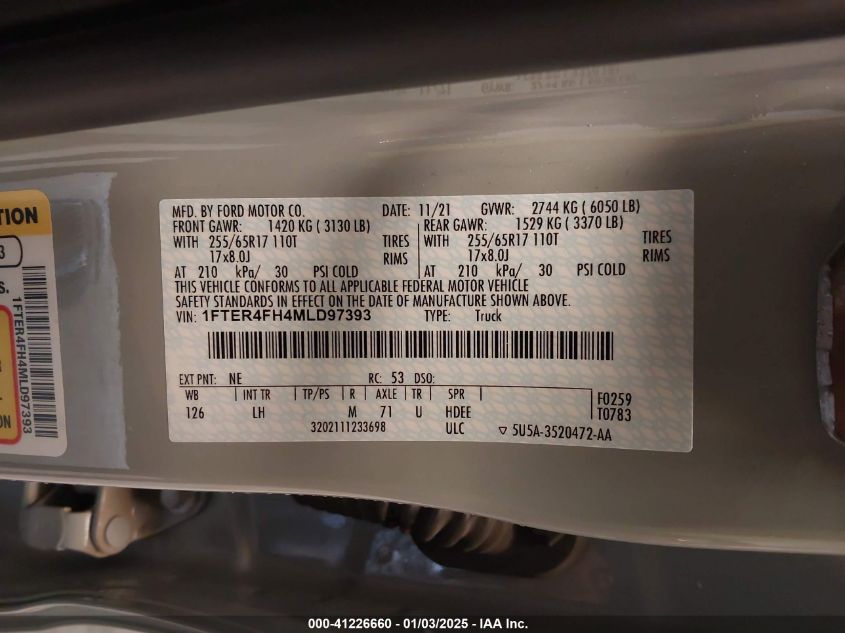 TION
3
s.
1FTER4FH4MLD97393
ON
MFD. BY FORD MOTOR CO. DATE: 11/21 GVWR: 2744 KG ( 6050 LB)
FRONT GAWR: 1420 KG ( 3130 LB) REAR GAWR: 1529 KG ( 3370 LB)
WITH 255/65R17 110T TIRES WITH 255/65R17 110T TIRES
17x8.0J RIMS 17x8.0J RIMS
AT 210 kPa/ 30 PSI COLD AT 210 kPa/ 30 PSI COLD
THIS VEHICLE CONFORMS TO ALL APPLICABLE FEDERAL MOTOR VEHICLE
SAFETY STANDARDS IN EFFECT ON THE DATE OF MANUFACTURE SHOWN ABOVE.
VIN: 1FTER4FH4MLD97393 TYPE: Truck
EXT PNT: NE RC: 53 DSO:
WB INT TR TP/PS R AXLE TR SPR F0259
126 LH M 71 U HDEE T0783
3202111233698 ULC ▽ 5U5A-3520472-AA
000-41226660 - 01/03/2025 - IAA Inc.